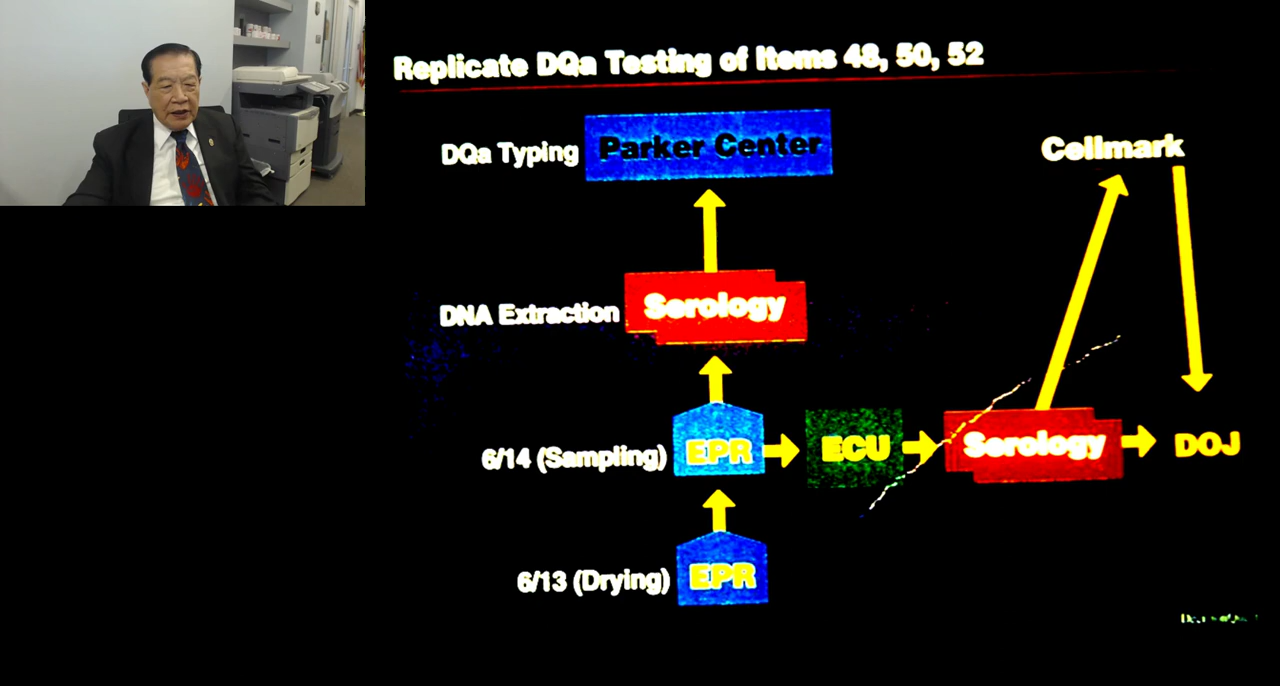 Replicate DQa Testing of Items 48, 50, 52
DQa Typing
Parker Center
Cellmark
DNA Extraction
Serology
6/14 (Sampling)
EPR
ECU
Serology
DOJ
6/13 (Drying)
EPR